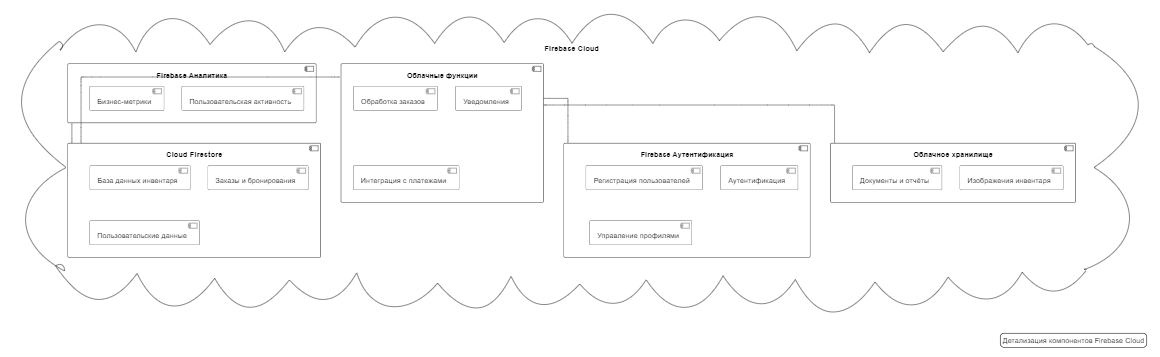 Firebase Cloud
Firebase Аналитика
Бизнес-метрики
Пользовательская активность
Облачные функции
Обработка заказов
Уведомления
Интеграция с платежами
Cloud Firestore
База данных инвентаря
Заказы и бронирования
Пользовательские данные
Firebase Аутентификация
Регистрация пользователей
Аутентификация
Управление профилями
Облачное хранилище
Документы и отчёты
Изображения инвентаря
Детализация компонентов Firebase Cloud